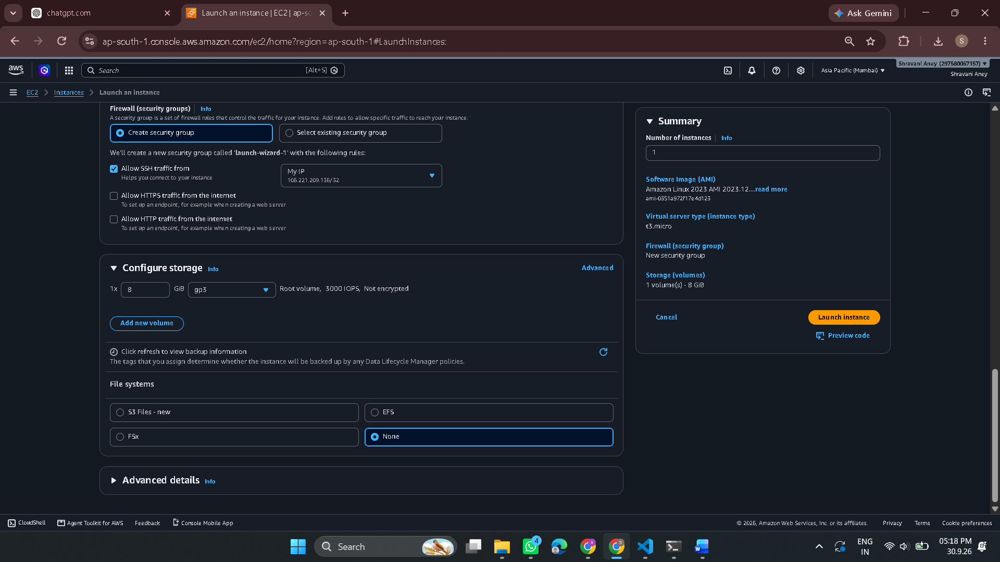 chatgpt.com
Launch an instance | EC2 | ap-so
Ask Gemini
ap-south-1.console.aws.amazon.com/ec2/home?region=ap-south-1#LaunchInstances:
S
aws
Search
[Alt+S]
Asia Pacific (Mumbai)
Shravani Aney (297580067157)
Shravani Aney
EC2
Instances
Launch an instance
Firewall (security groups)
Info
A security group is a set of firewall rules that control the traffic for your instance. Add rules to allow specific traffic to reach your instance.
Create security group
Select existing security group
We'll create a new security group called 'launch-wizard-1' with the following rules:
Allow SSH traffic from
Helps you connect to your instance
My IP
106.221.209.136/32
Allow HTTPS traffic from the internet
To set up an endpoint, for example when creating a web server
Allow HTTP traffic from the internet
To set up an endpoint, for example when creating a web server
Configure storage
Info
Advanced
1x
8
GiB
gp3
Root volume, 3000 IOPS, Not encrypted
Add new volume
Click refresh to view backup information
The tags that you assign determine whether the instance will be backed up by any Data Lifecycle Manager policies.
File systems
S3 Files - new
EFS
FSx
None
Advanced details
Info
Summary
Number of instances
Info
1
Software Image (AMI)
Amazon Linux 2023 AMI 2023.12....read more
ami-0351a972f17e4d123
Virtual server type (instance type)
t3.micro
Firewall (security group)
New security group
Storage (volumes)
1 volume(s) - 8 GiB
Cancel
Launch instance
Preview code
CloudShell
Agent Toolkit for AWS
Feedback
Console Mobile App
© 2026, Amazon Web Services, Inc. or its affiliates.
Privacy
Terms
Cookie preferences
Search
4
ENG
IN
05:18 PM
30.9.26